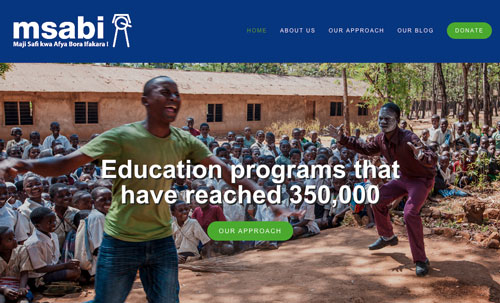 msabi
Maji Safi kwa Afya Bora Ifakara I
HOME ABOUT US OUR APPROACH OUR BLOG DONATE
Education programs that
have reached 350,000
OUR APPROACH